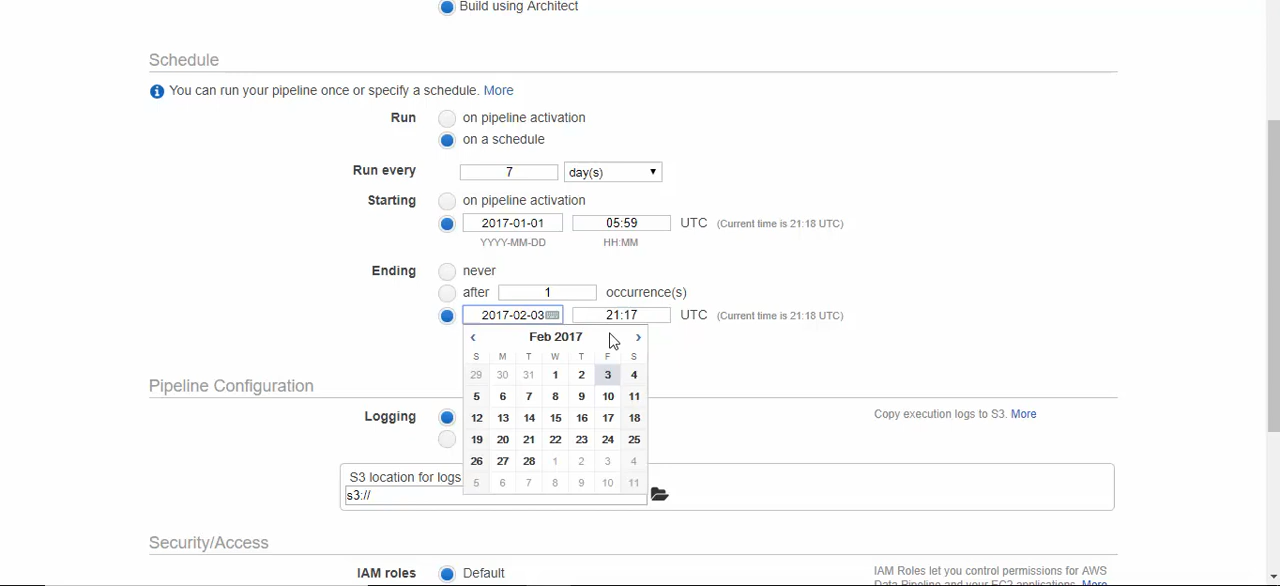 Build using Architect
Schedule
You can run your pipeline once or specify a schedule. More
Run on pipeline activation
on a schedule
Run every 7 day(s)
Starting on pipeline activation
2017-01-01 05:59 UTC (Current time is 21:18 UTC)
YYYY-MM-DD HH:MM
Ending never
after 1 occurrence(s)
2017-02-03 21:17 UTC (Current time is 21:18 UTC)
‹ Feb 2017 ›
S M T W T F S
29 30 31 1 2 3 4
5 6 7 8 9 10 11
12 13 14 15 16 17 18
19 20 21 22 23 24 25
26 27 28 1 2 3 4
5 6 7 8 9 10 11
Pipeline Configuration
Logging Copy execution logs to S3. More
S3 location for logs
s3://
Security/Access
IAM roles Default IAM Roles let you control permissions for AWS
Data Pipeline and your EC2 applications. More